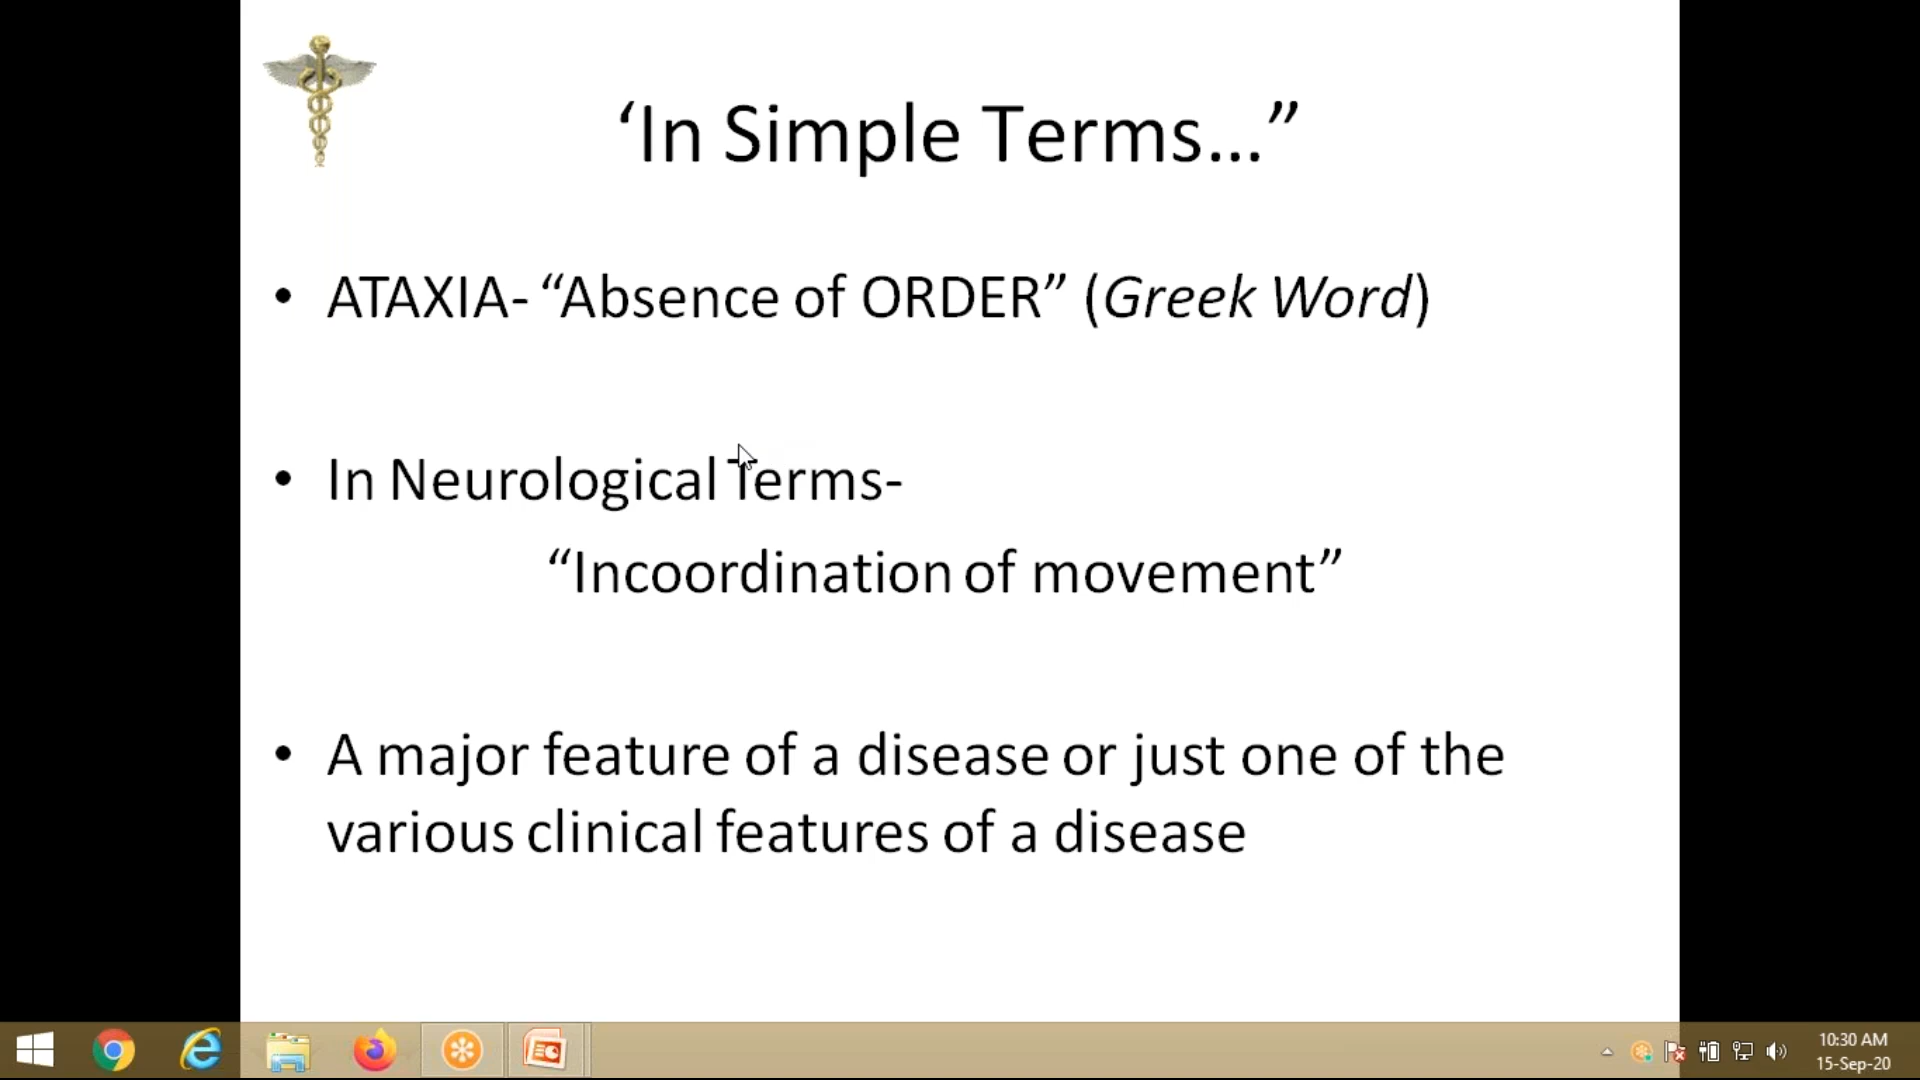 ‘In Simple Terms…”
• ATAXIA- “Absence of ORDER” (Greek Word)
• In Neurological Terms-
“Incoordination of movement”
• A major feature of a disease or just one of the
various clinical features of a disease
10:30 AM
15-Sep-20